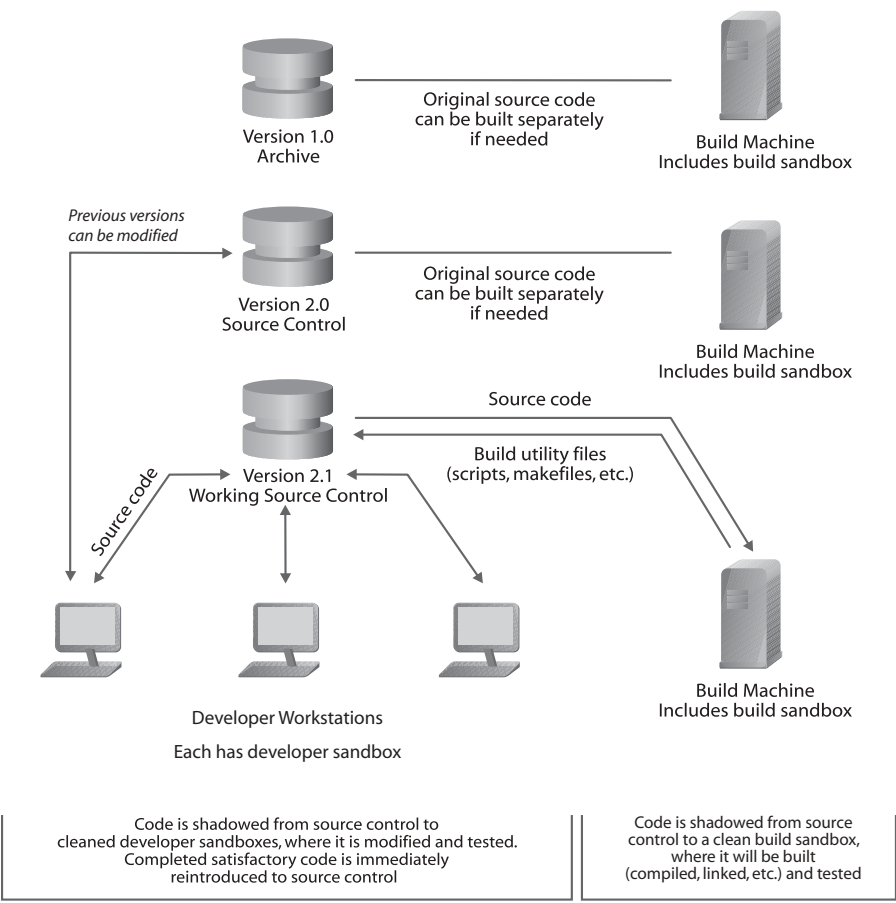 Original source code
can be built separately
if needed
Version 1.0
Archive
Build Machine
Includes build sandbox
Previous versions
can be modified
Original source code
can be built separately
if needed
Version 2.0
Source Control
Build Machine
Includes build sandbox
Source code
Build utility files
(scripts, makefiles, etc.)
Version 2.1
Working Source Control
Source code
Build Machine
Includes build sandbox
Developer Workstations
Each has developer sandbox
Code is shadowed from source control to
cleaned developer sandboxes, where it is modified and tested.
Completed satisfactory code is immediately
reintroduced to source control
Code is shadowed from source
control to a clean build sandbox,
where it will be built
(compiled, linked, etc.) and tested